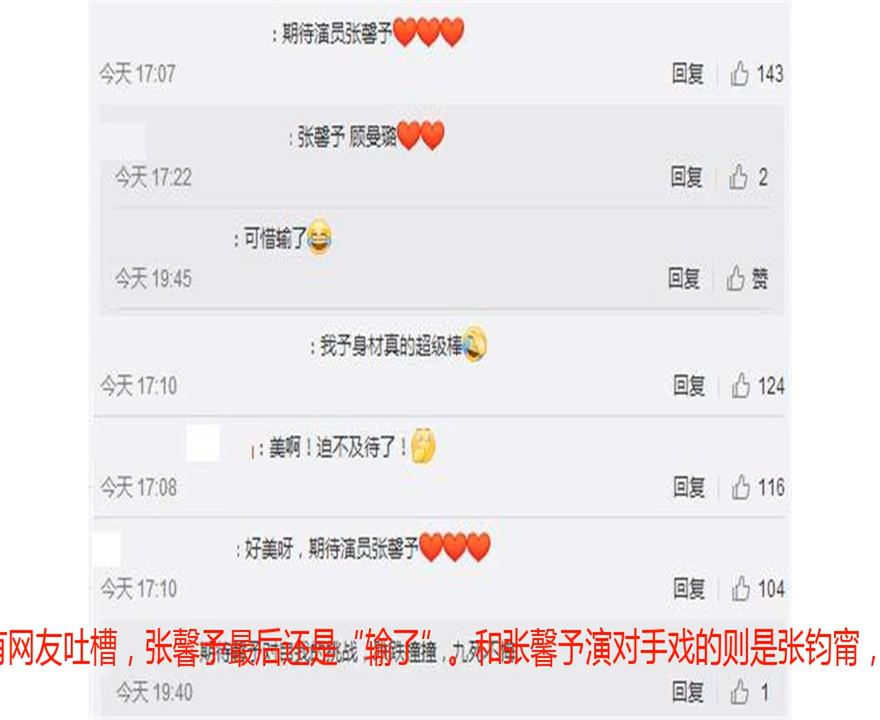 : 期待演员张馨予❤❤❤
今天 17:07 回复 143
: 张馨予 顾曼璐❤❤
今天 17:22 回复 2
: 可惜输了😂
今天 19:45 回复 赞
: 我予身材真的超级棒
今天 17:10 回复 124
: 美啊！迫不及待了！
今天 17:08 回复 116
: 好美呀，期待演员张馨予❤❤❤
今天 17:10 回复 104
有网友吐槽，张馨予最后还是“输了”。和张馨予演对手戏的则是张钧甯，
今天 19:40 回复 1